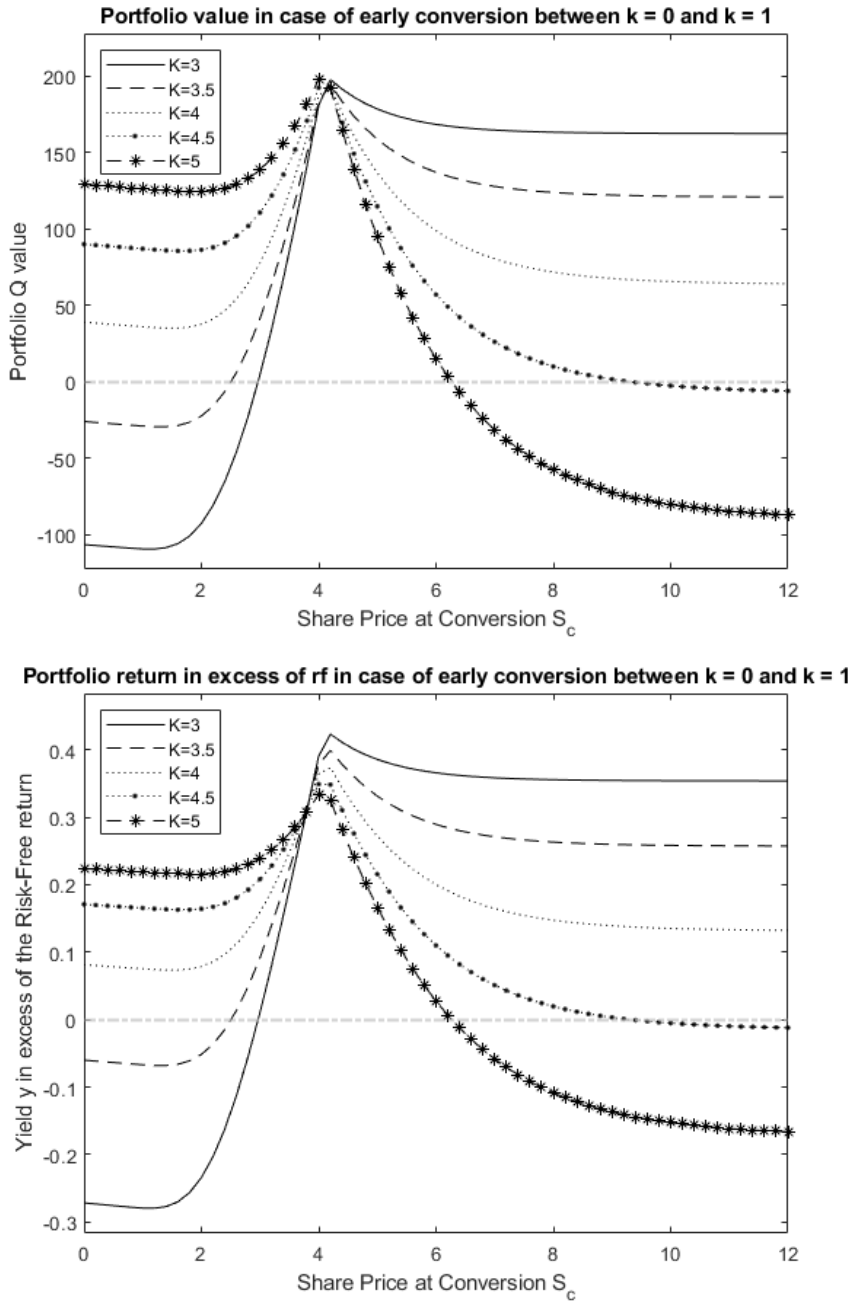 Portfolio value in case of early conversion between k = 0 and k = 1
K=3
K=3.5
K=4
K=4.5
K=5
200
150
100
50
0
-50
-100
Portfolio Q value
0 2 4 6 8 10 12
Share Price at Conversion S_c
Portfolio return in excess of rf in case of early conversion between k = 0 and k = 1
K=3
K=3.5
K=4
K=4.5
K=5
0.4
0.3
0.2
0.1
0
-0.1
-0.2
-0.3
Yield y in excess of the Risk-Free return
0 2 4 6 8 10 12
Share Price at Conversion S_c